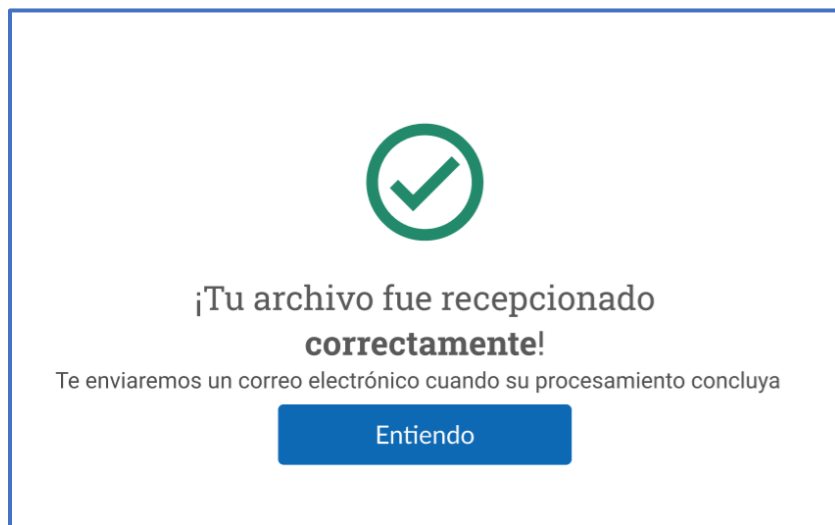 ¡Tu archivo fue recepcionado
correctamente!
Te enviaremos un correo electrónico cuando su procesamiento concluya
Entiendo